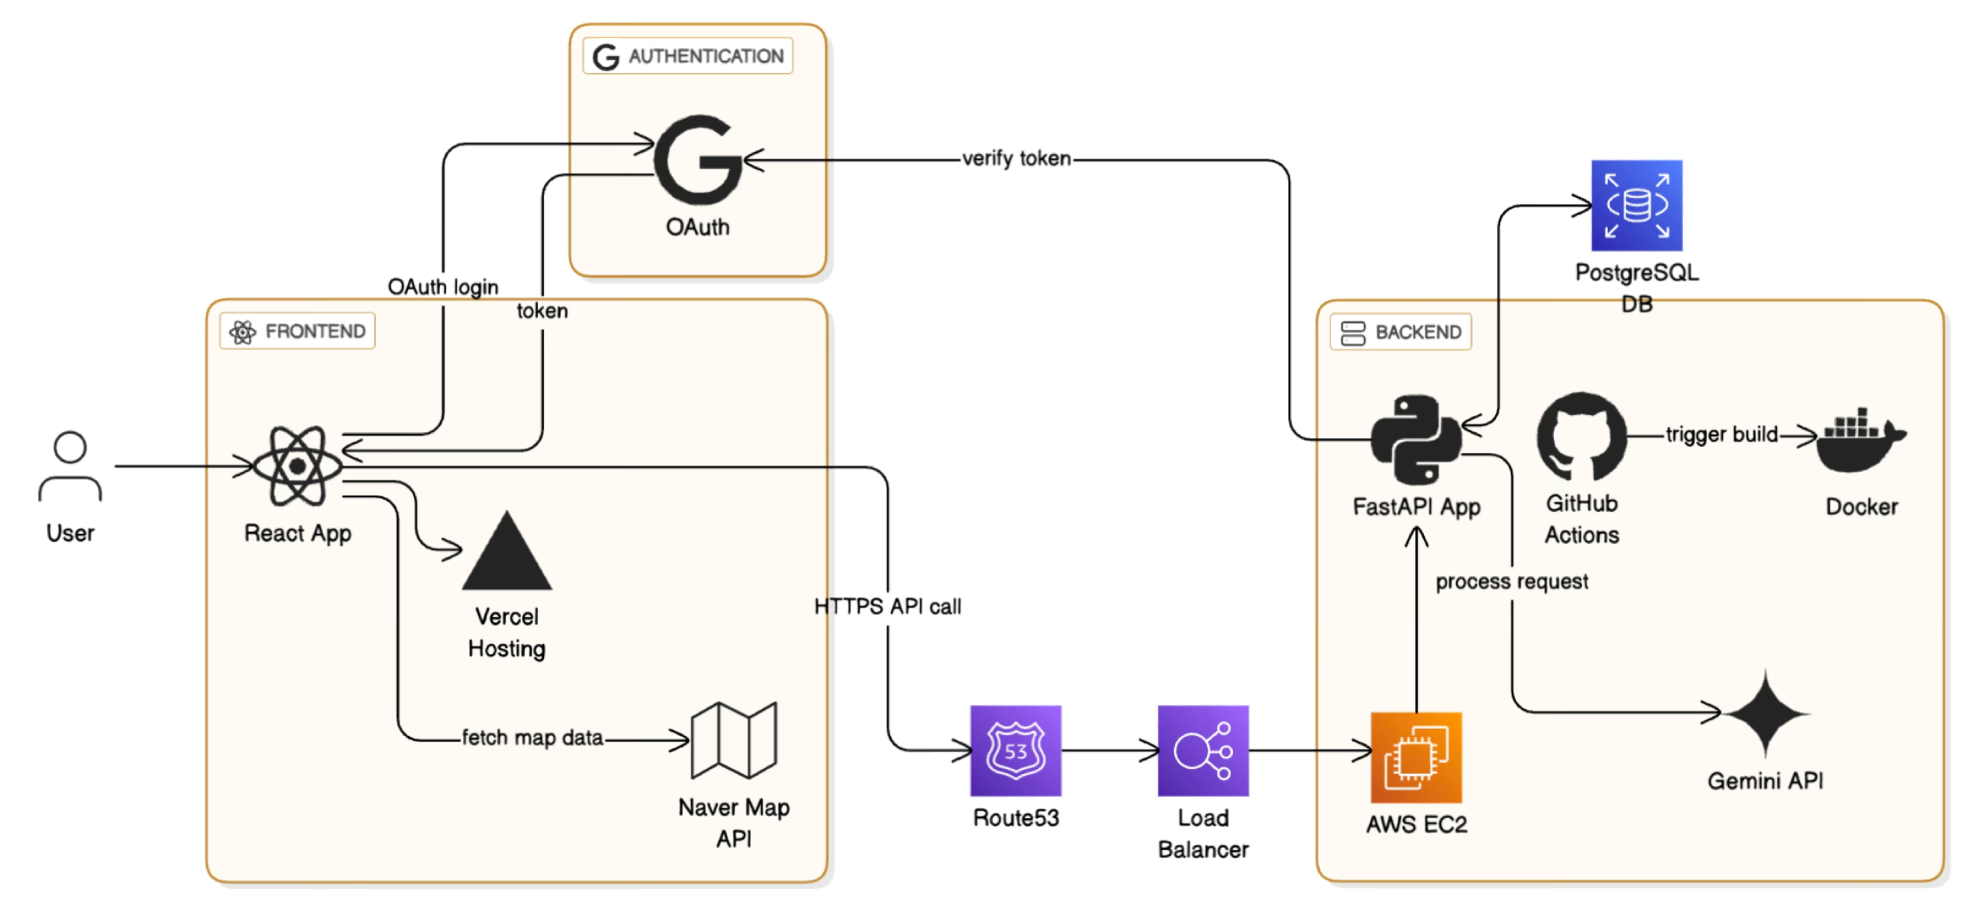 AUTHENTICATION
OAuth
verify token
PostgreSQL
DB
OAuth login
token
FRONTEND
BACKEND
User
React App
Vercel
Hosting
fetch map data
Naver Map
API
HTTPS API call
53
Route53
Load
Balancer
FastAPI App
GitHub
Actions
trigger build
Docker
process request
AWS EC2
Gemini API